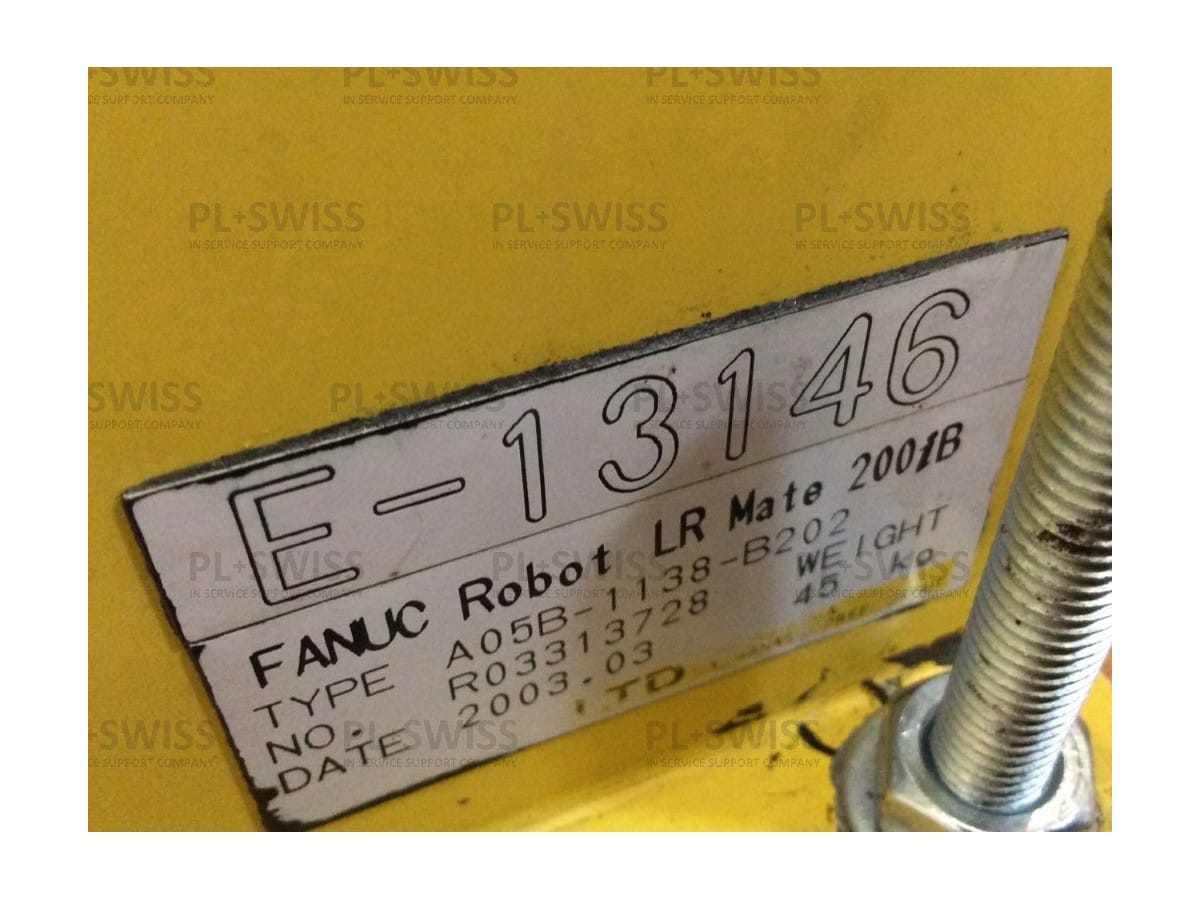 E-13146
FANUC Robot LR Mate 200iB
TYPE A05B-1138-B202
NO. R03313728 WEIGHT
DATE 2003.03 45 kg
LTD
PL+SWISS
IN SERVICE SUPPORT COMPANY